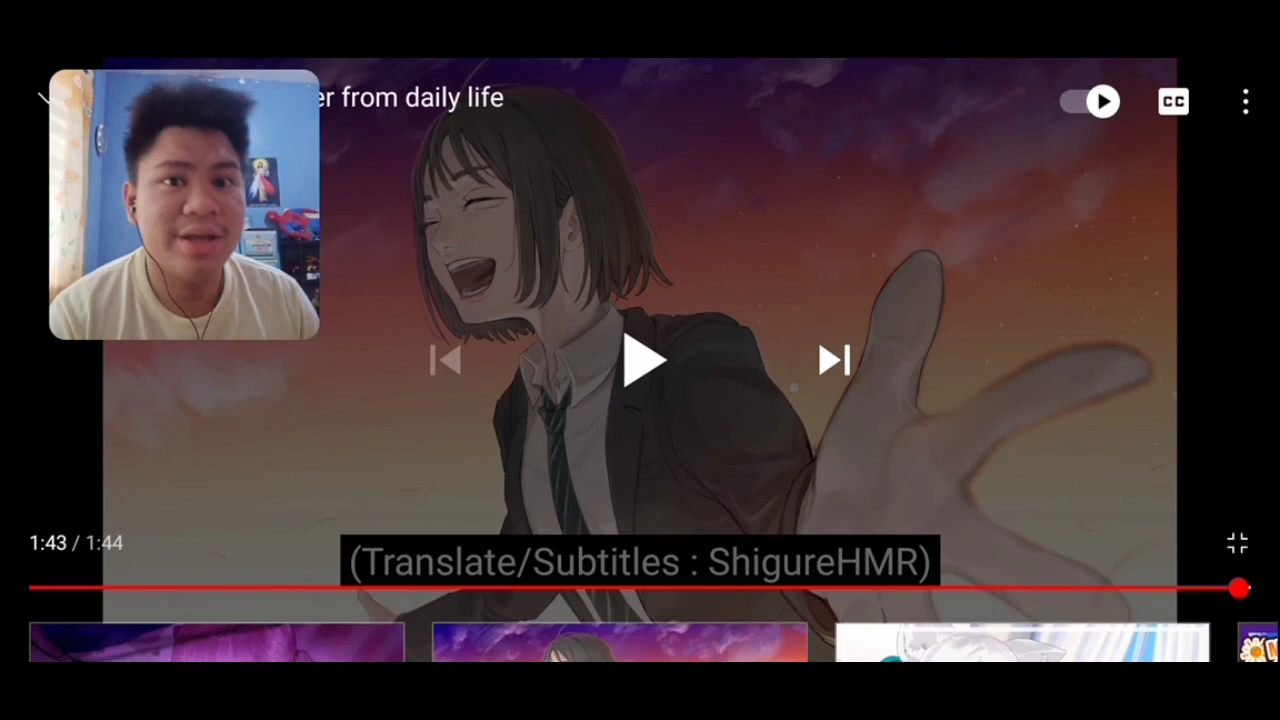 er from daily life
CC
1:43 / 1:44
(Translate/Subtitles : ShigureHMR)